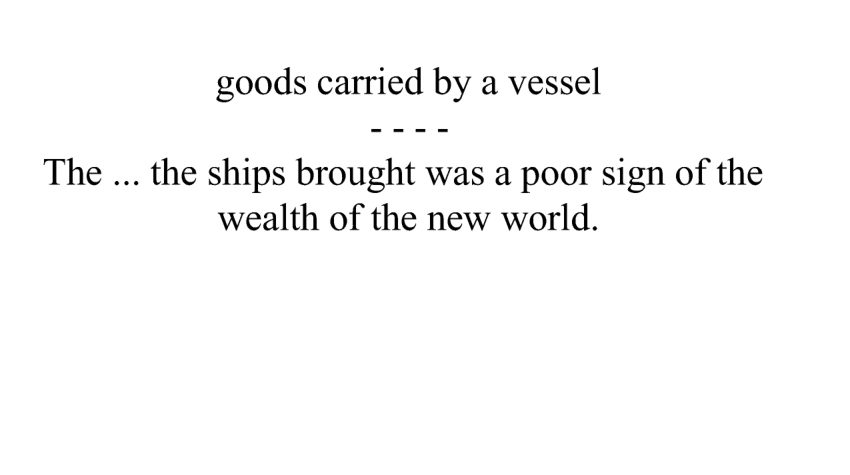 goods carried by a vessel
- - - -
The ... the ships brought was a poor sign of the
wealth of the new world.